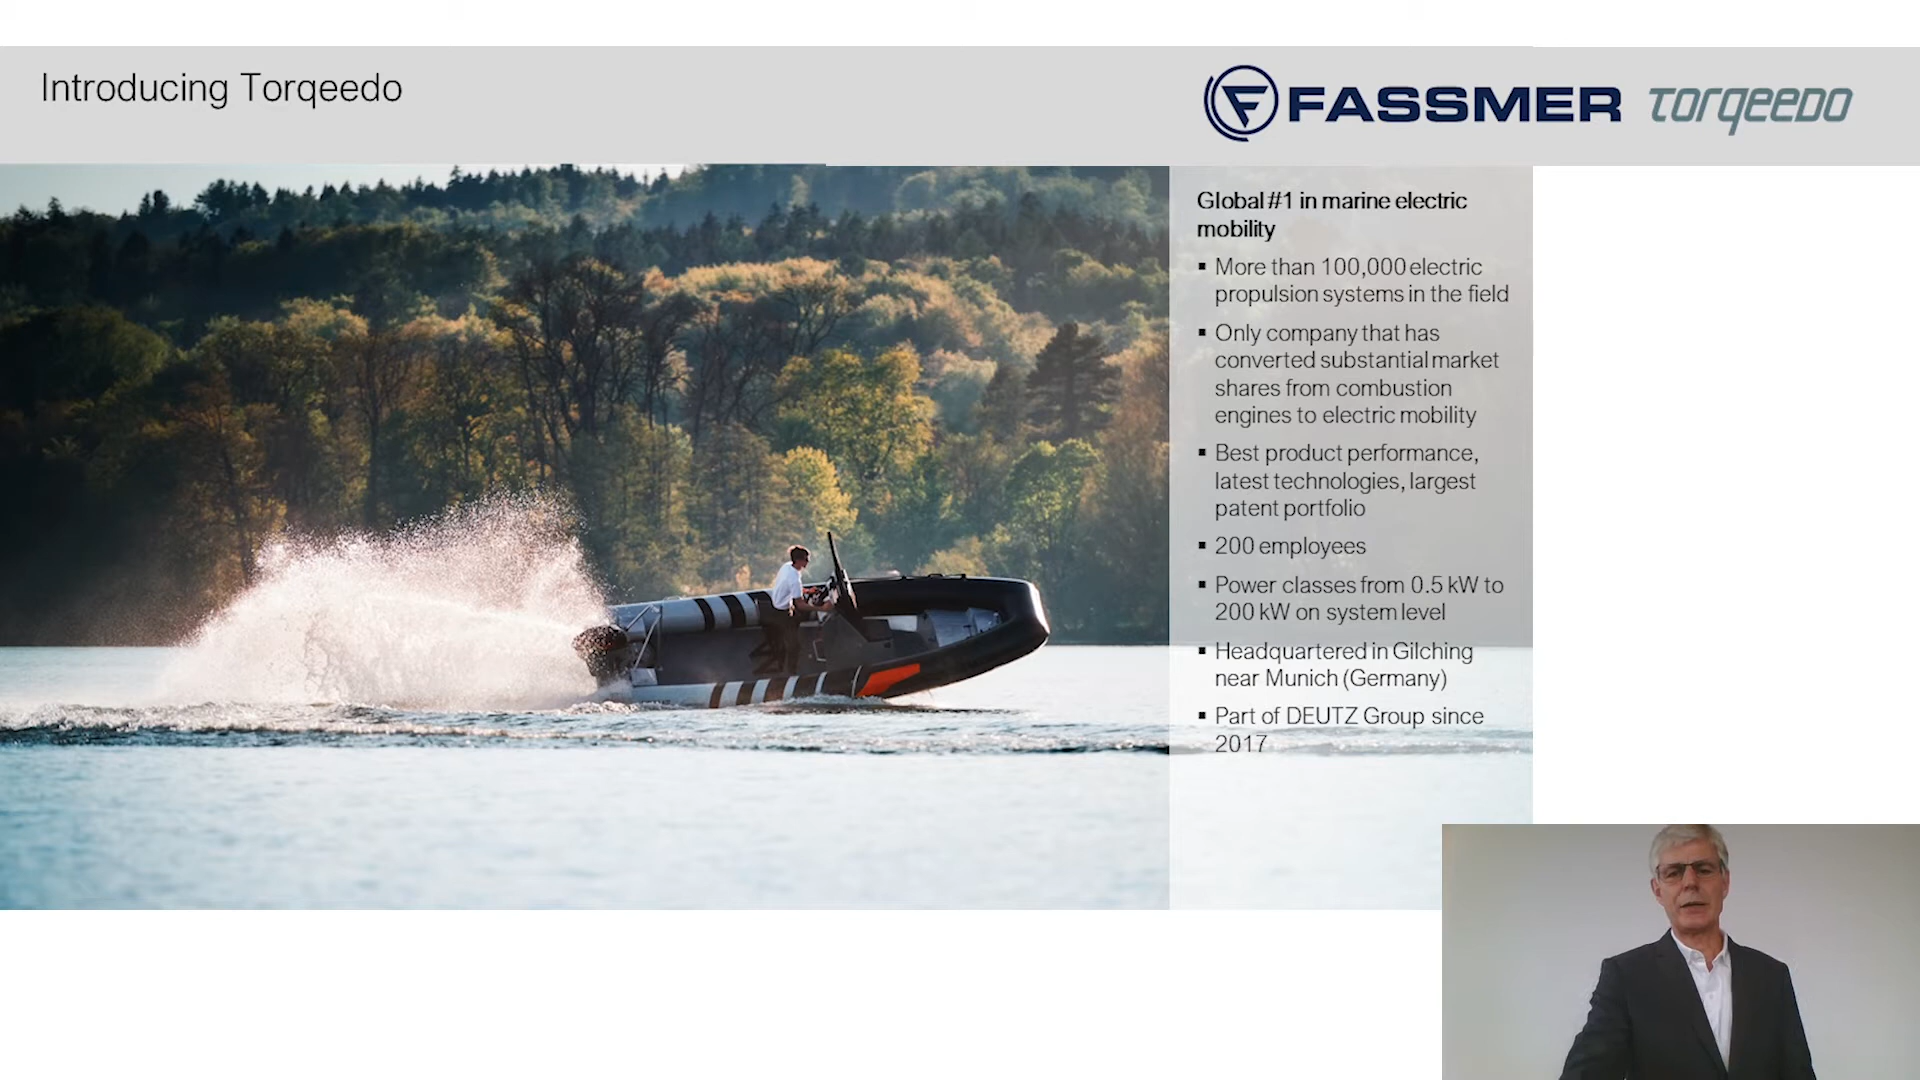 Introducing Torqeedo
FASSMER
TORQEEDO
Global #1 in marine electric
mobility
▪ More than 100,000 electric
propulsion systems in the field
▪ Only company that has
converted substantial market
shares from combustion
engines to electric mobility
▪ Best product performance,
latest technologies, largest
patent portfolio
▪ 200 employees
▪ Power classes from 0.5 kW to
200 kW on system level
▪ Headquartered in Gilching
near Munich (Germany)
▪ Part of DEUTZ Group since
2017